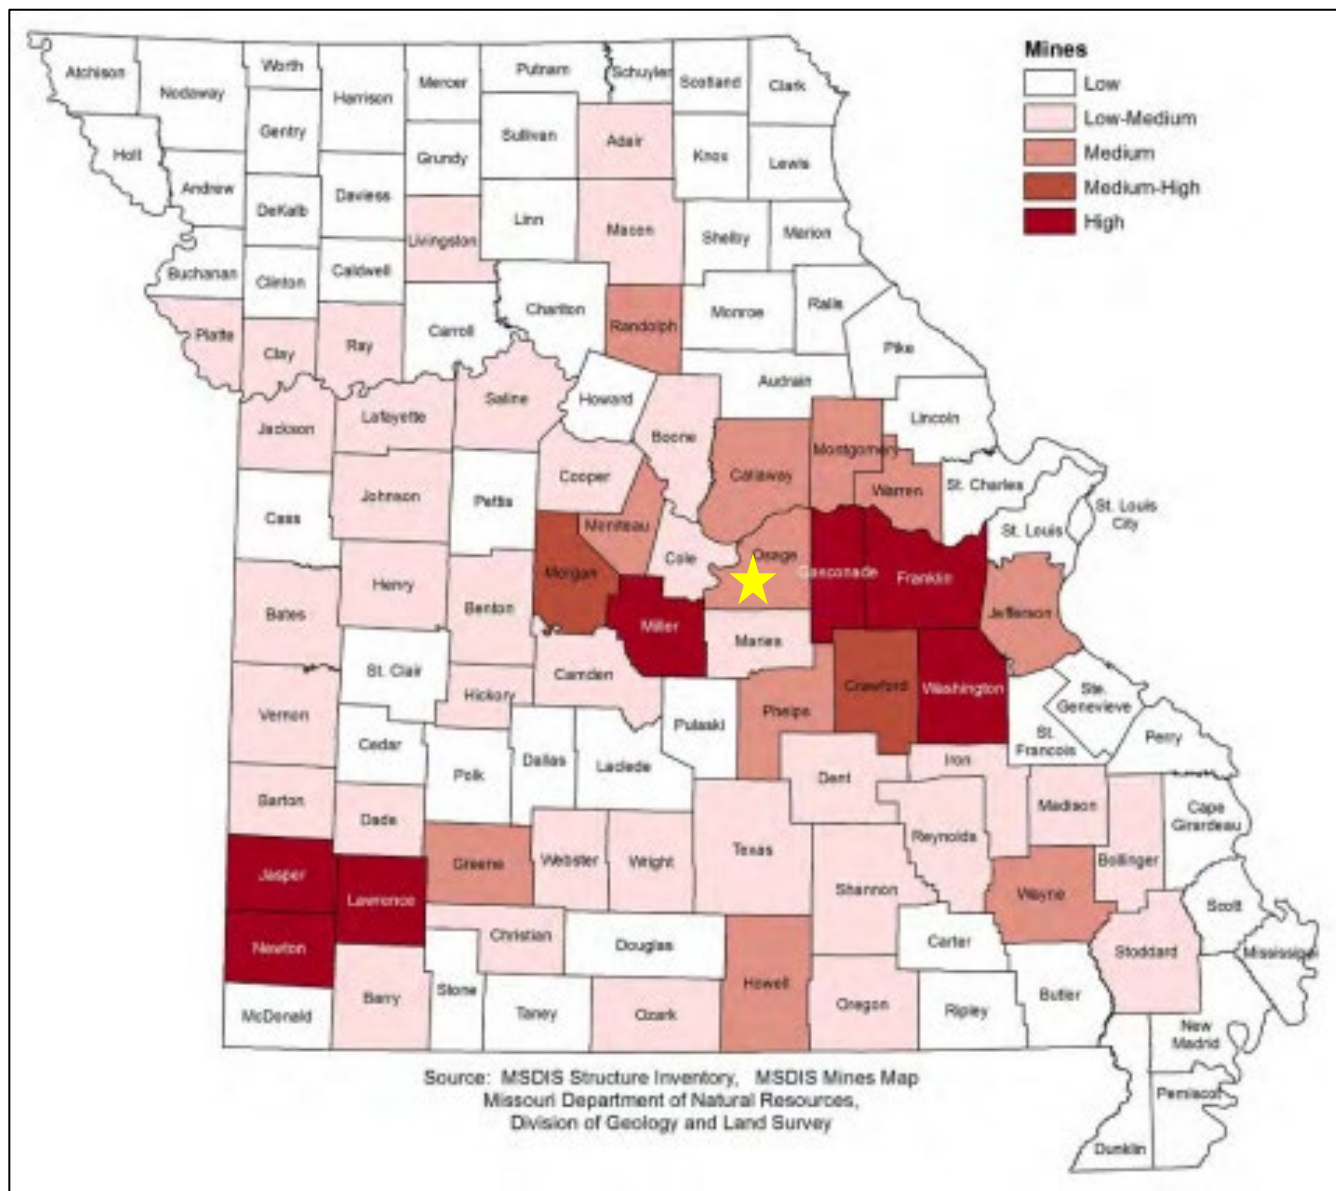 Mines
Low
Low-Medium
Medium
Medium-High
High
Atchison
Nodaway
Worth
Harrison
Mercer
Putnam
Schuyler
Scotland
Clark
Gentry
Sullivan
Adair
Knox
Lewis
Holt
Andrew
DeKalb
Daviess
Grundy
Linn
Macon
Shelby
Marion
Livingston
Buchanan
Clinton
Caldwell
Carroll
Chariton
Randolph
Monroe
Ralls
Pike
Platte
Clay
Ray
Saline
Howard
Audrain
Lincoln
Jackson
Lafayette
Boone
Callaway
Montgomery
Warren
St. Charles
St. Louis
City
St. Louis
Cass
Johnson
Pettis
Cooper
Moniteau
Cole
Osage
Gasconade
Franklin
Jefferson
Bates
Henry
Benton
Morgan
Miller
Maries
Vernon
St. Clair
Hickory
Camden
Pulaski
Phelps
Crawford
Washington
Ste.
Genevieve
St.
Francois
Perry
Cedar
Polk
Dallas
Laclede
Dent
Iron
Madison
Cape
Girardeau
Barton
Dade
Greene
Webster
Wright
Texas
Shannon
Reynolds
Bollinger
Wayne
Scott
Jasper
Lawrence
Newton
Christian
Douglas
Howell
Carter
Stoddard
Mississippi
McDonald
Barry
Stone
Taney
Ozark
Oregon
Ripley
Butler
New
Madrid
Pemiscot
Dunklin
Source: MSDIS Structure Inventory, MSDIS Mines Map
Missouri Department of Natural Resources,
Division of Geology and Land Survey